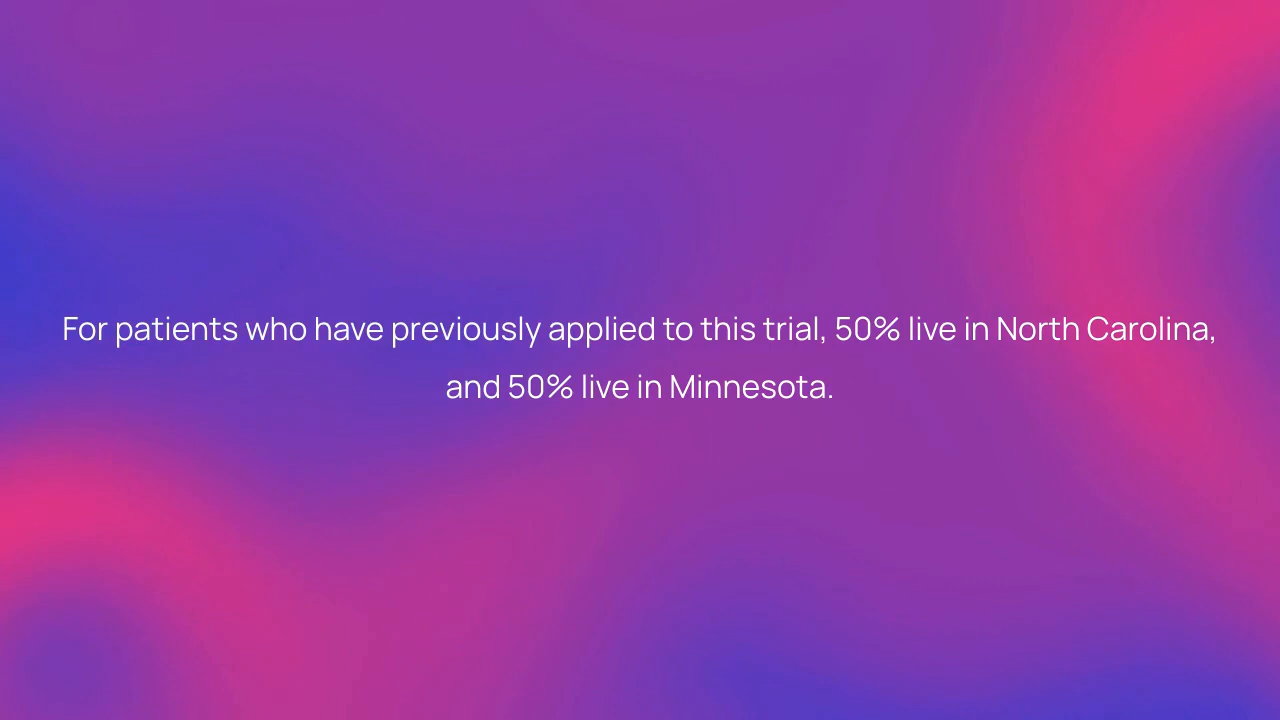 For patients who have previously applied to this trial, 50% live in North Carolina,
and 50% live in Minnesota.